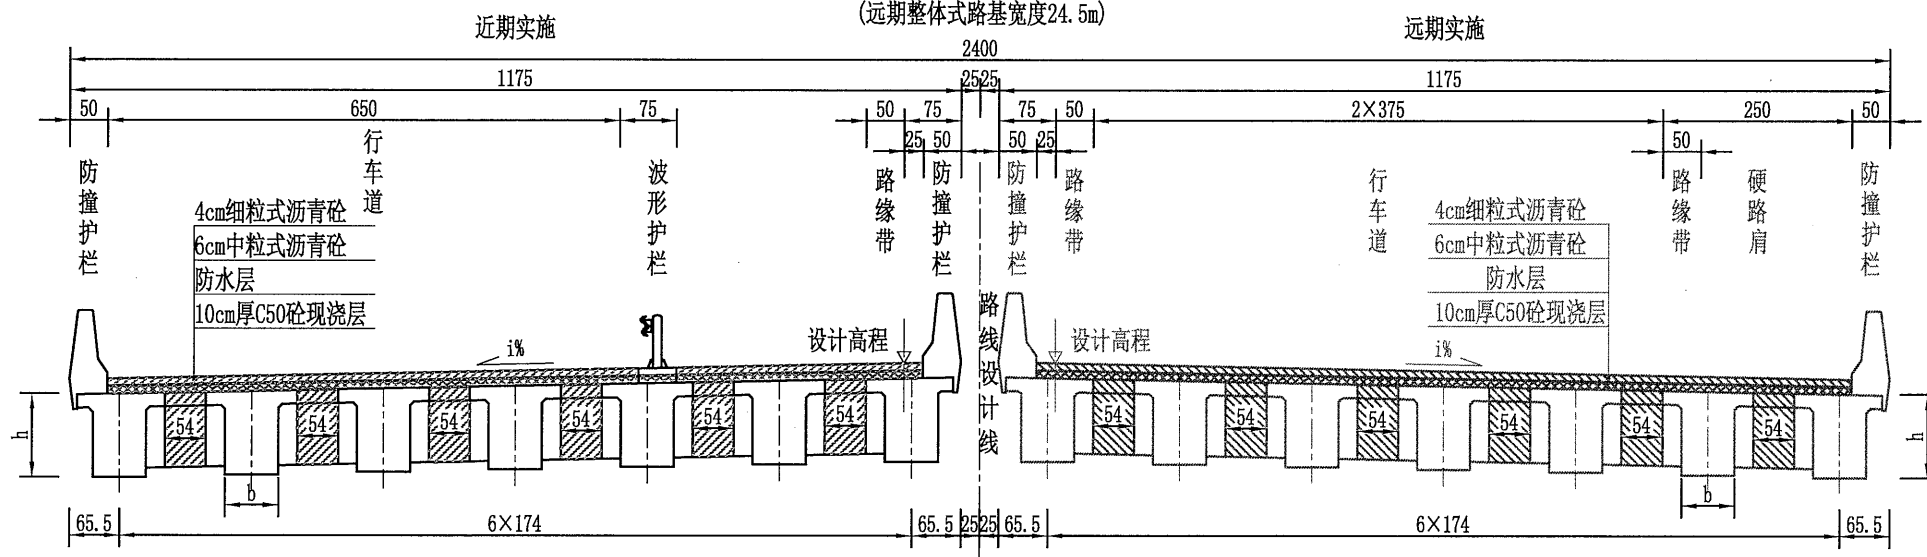 (远期整体式路基宽度24.5m)
近期实施
远期实施
2400
1175
25
25
1175
50
650
75
50
75
75
50
2×375
250
50
25
50
50
25
50
防撞护栏
行车道
波形护栏
路缘带
防撞护栏
防撞护栏
路缘带
行车道
路缘带
硬路肩
防撞护栏
4cm细粒式沥青砼
6cm中粒式沥青砼
防水层
10cm厚C50砼现浇层
4cm细粒式沥青砼
6cm中粒式沥青砼
防水层
10cm厚C50砼现浇层
路线设计线
i%
设计高程
设计高程
i%
h
54
54
54
54
54
54
54
54
54
54
54
54
h
b
b
65.5
6×174
65.5
25
25
65.5
6×174
65.5